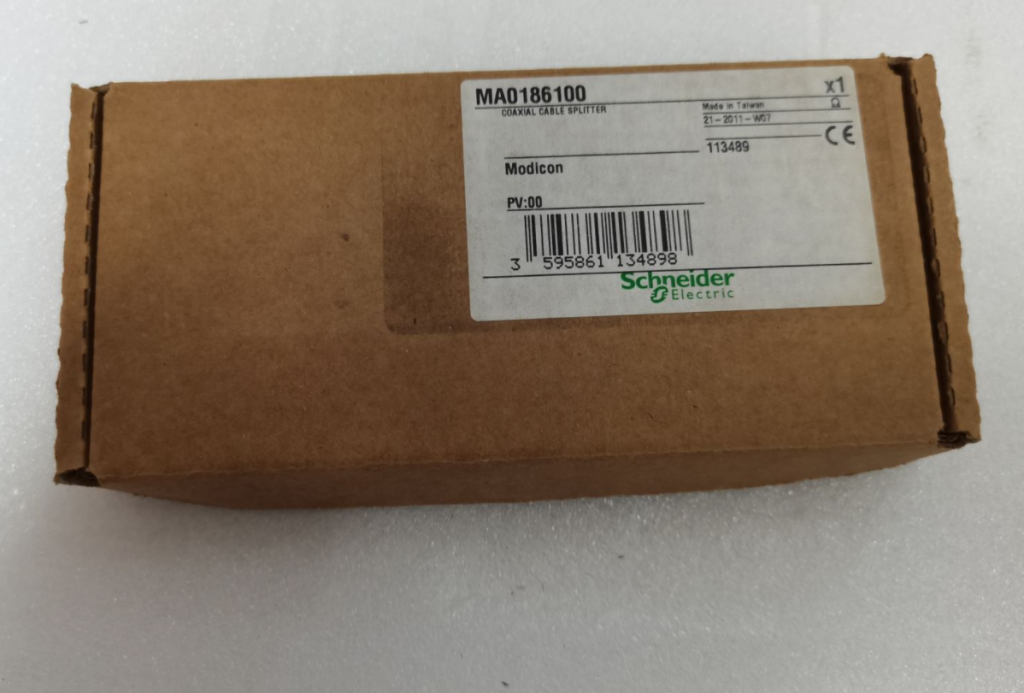 MA0186100
x1
COAXIAL CABLE SPLITTER
Made in Taiwan
Ω
21-2011-W07
CE
113489
Modicon
PV:00
3 595861 134898
Schneider
Electric